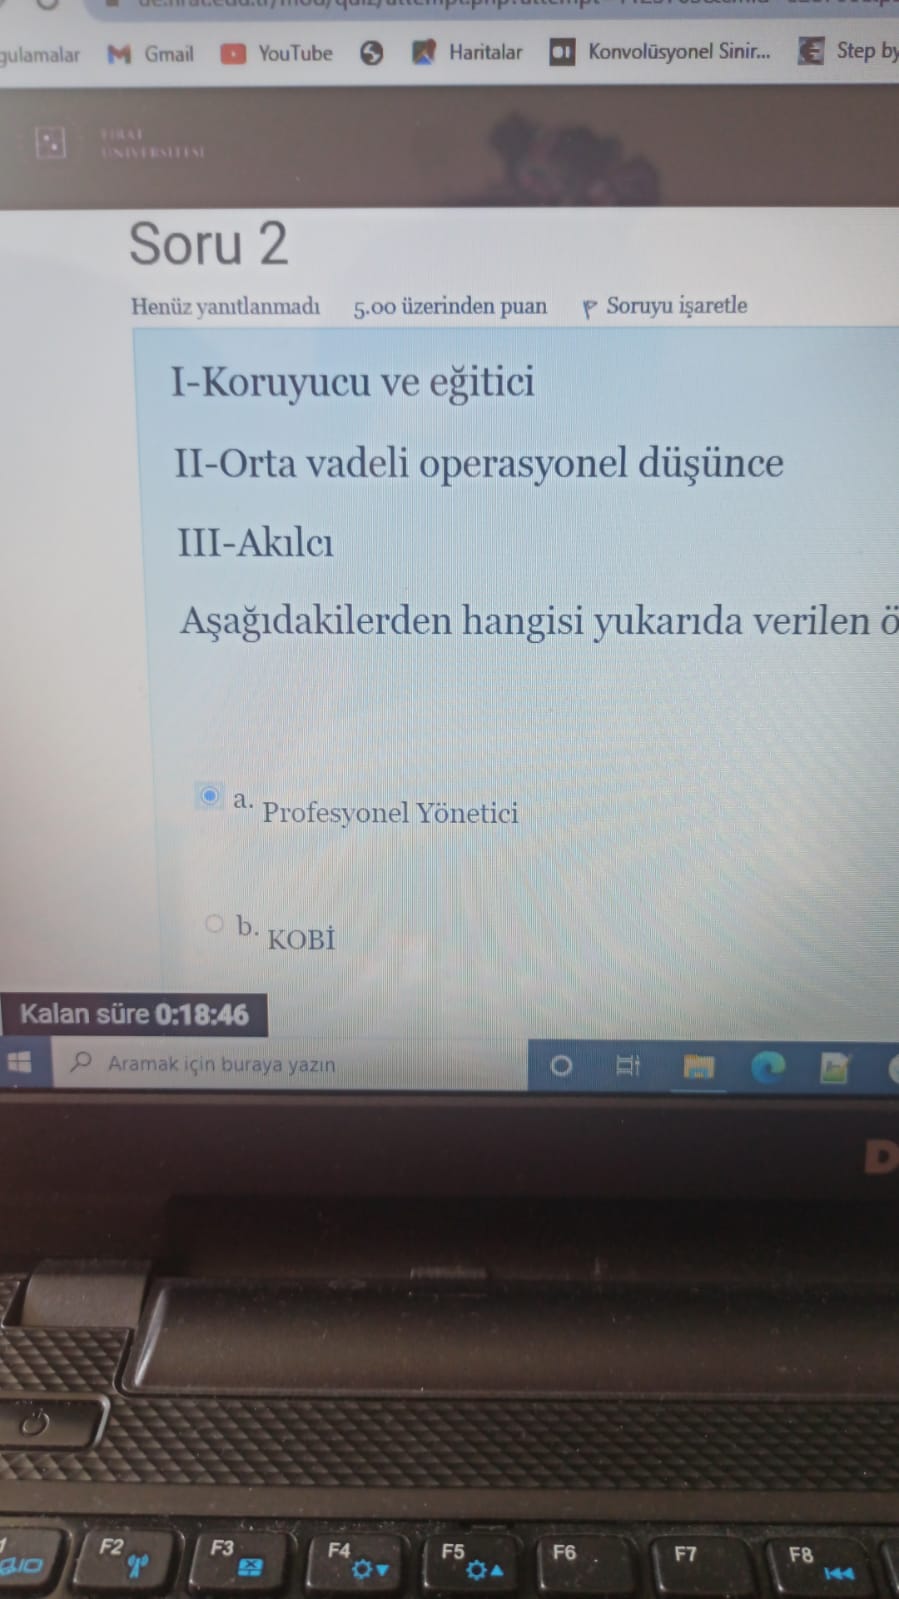 Gmail YouTube Haritalar Konvolüsyonel Sinir... Step by
FIRAT
ÜNİVERSİTESİ
Soru 2
Henüz yanıtlanmadı 5.00 üzerinden puan Soruyu işaretle
I-Koruyucu ve eğitici
II-Orta vadeli operasyonel düşünce
III-Akılcı
Aşağıdakilerden hangisi yukarıda verilen
a. Profesyonel Yönetici
b. KOBİ
Kalan süre 0:18:46
Aramak için buraya yazın
D
F2 F3 F4 F5 F6 F7 F8